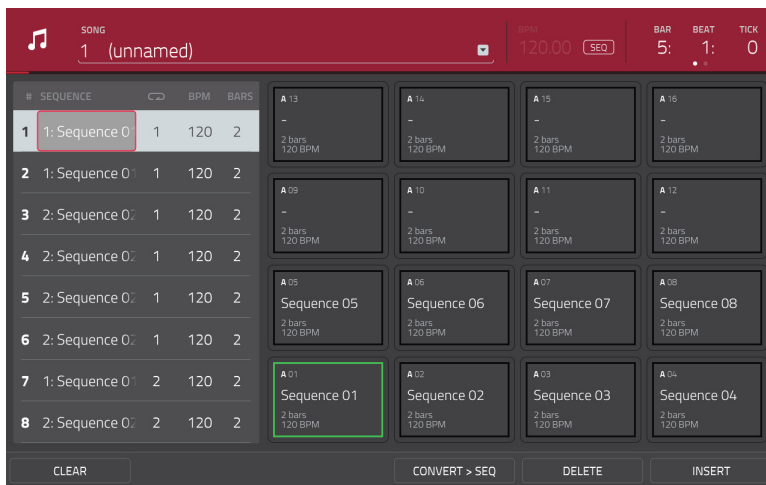 SONG
1 (unnamed)
BPM
120.00 SEQ
BAR BEAT TICK
5: 1: 0
# SEQUENCE BPM BARS
1 1: Sequence 01 1 120 2
2 1: Sequence 01 1 120 2
3 2: Sequence 02 1 120 2
4 2: Sequence 02 1 120 2
5 2: Sequence 02 1 120 2
6 2: Sequence 02 1 120 2
7 1: Sequence 01 2 120 2
8 2: Sequence 02 2 120 2
A 13
-
2 bars
120 BPM
A 14
-
2 bars
120 BPM
A 15
-
2 bars
120 BPM
A 16
-
2 bars
120 BPM
A 09
-
2 bars
120 BPM
A 10
-
2 bars
120 BPM
A 11
-
2 bars
120 BPM
A 12
-
2 bars
120 BPM
A 05
Sequence 05
2 bars
120 BPM
A 06
Sequence 06
2 bars
120 BPM
A 07
Sequence 07
2 bars
120 BPM
A 08
Sequence 08
2 bars
120 BPM
A 01
Sequence 01
2 bars
120 BPM
A 02
Sequence 02
2 bars
120 BPM
A 03
Sequence 03
2 bars
120 BPM
A 04
Sequence 04
2 bars
120 BPM
CLEAR CONVERT > SEQ DELETE INSERT